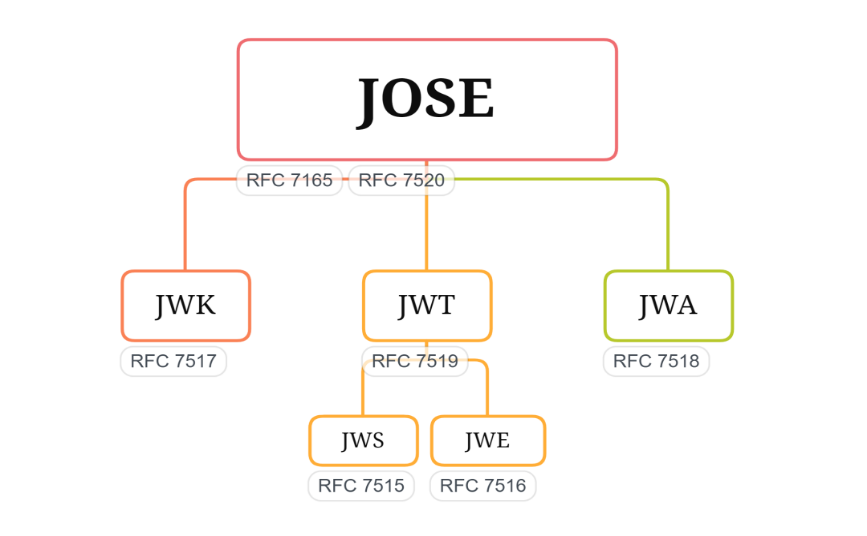 JOSE
RFC 7165 RFC 7520
JWK JWT JWA
RFC 7517 RFC 7519 RFC 7518
JWS JWE
RFC 7515 RFC 7516